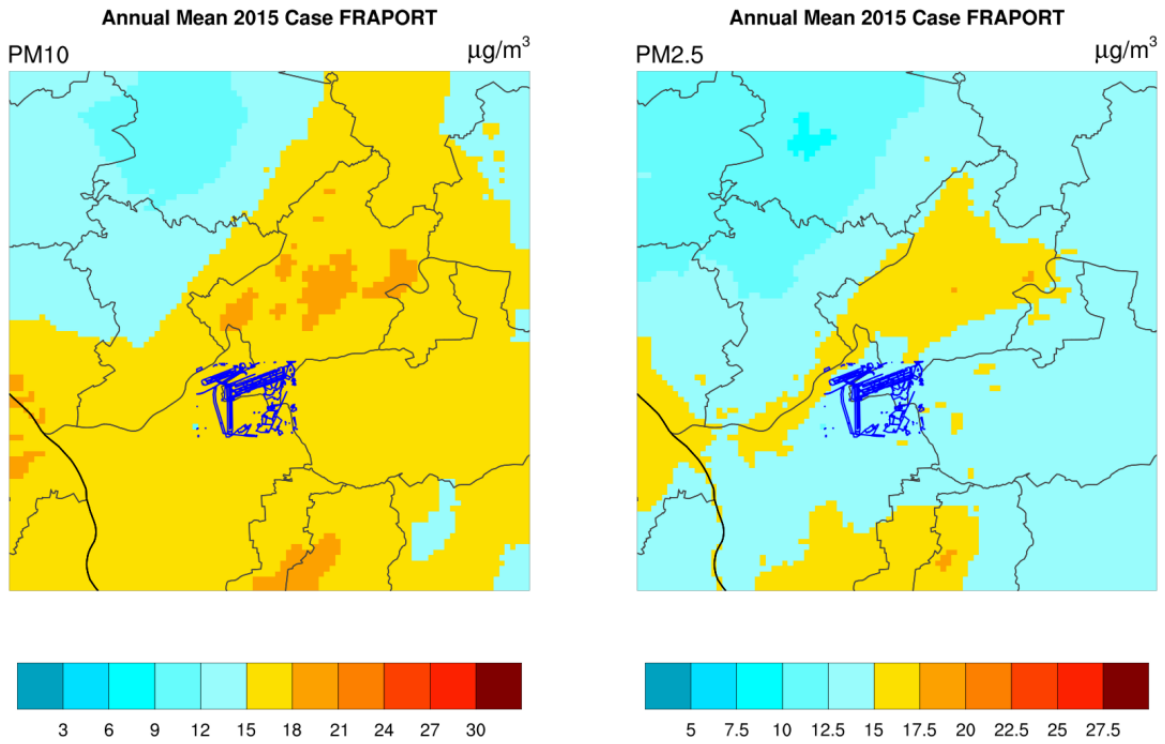 Annual Mean 2015 Case FRAPORT
PM10 μg/m³
3 6 9 12 15 18 21 24 27 30
Annual Mean 2015 Case FRAPORT
PM2.5 μg/m³
5 7.5 10 12.5 15 17.5 20 22.5 25 27.5